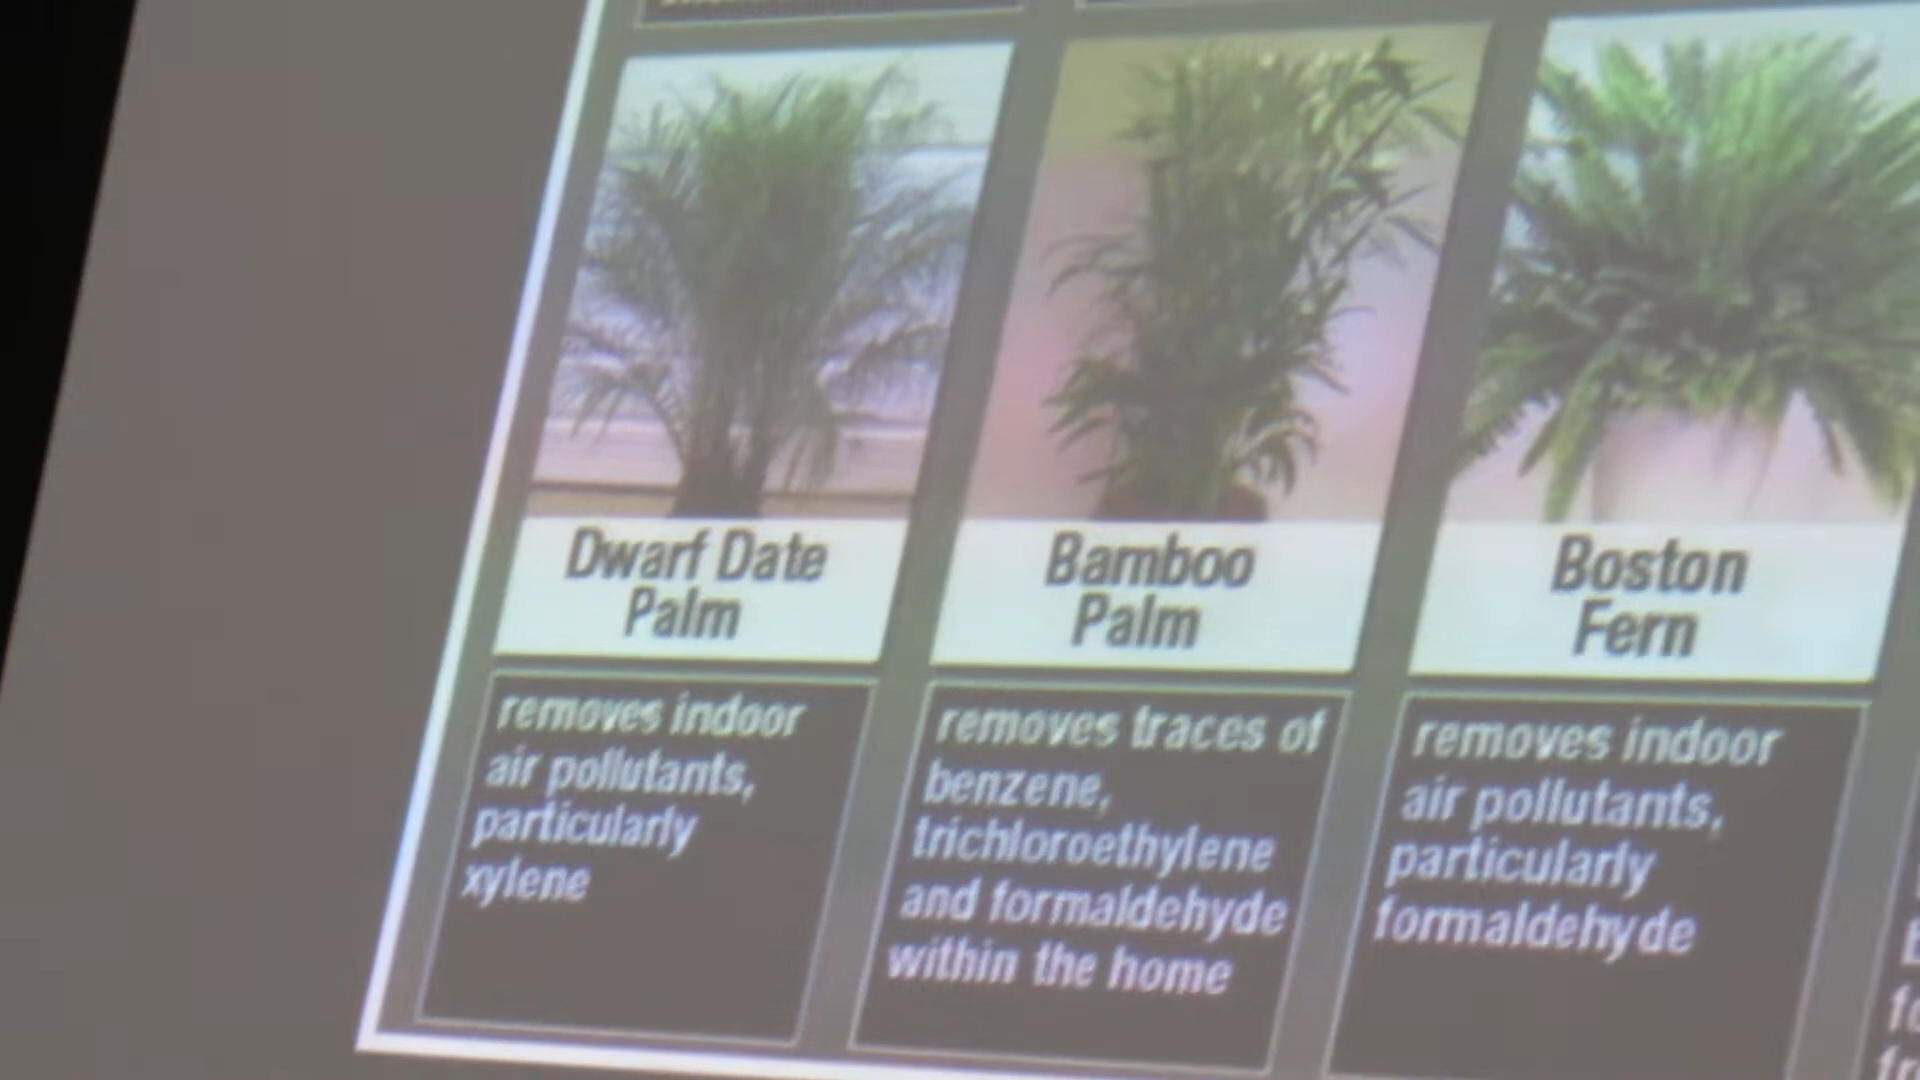 Dwarf Date
Palm
removes indoor
air pollutants,
particularly
xylene
Bamboo
Palm
removes traces of
benzene,
trichloroethylene
and formaldehyde
within the home
Boston
Fern
removes indoor
air pollutants,
particularly
formaldehyde